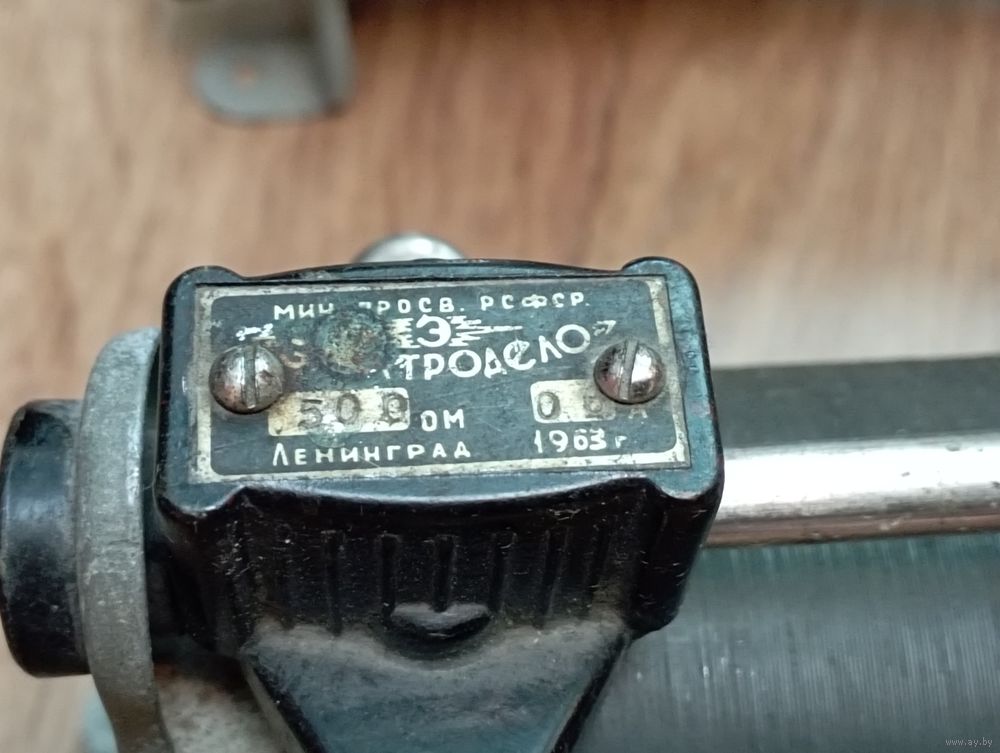 МИН. ПРОСВ. РСФСР.
Э
500 ОМ
ЛЕНИНГРАД 1963 г
www.ay.by